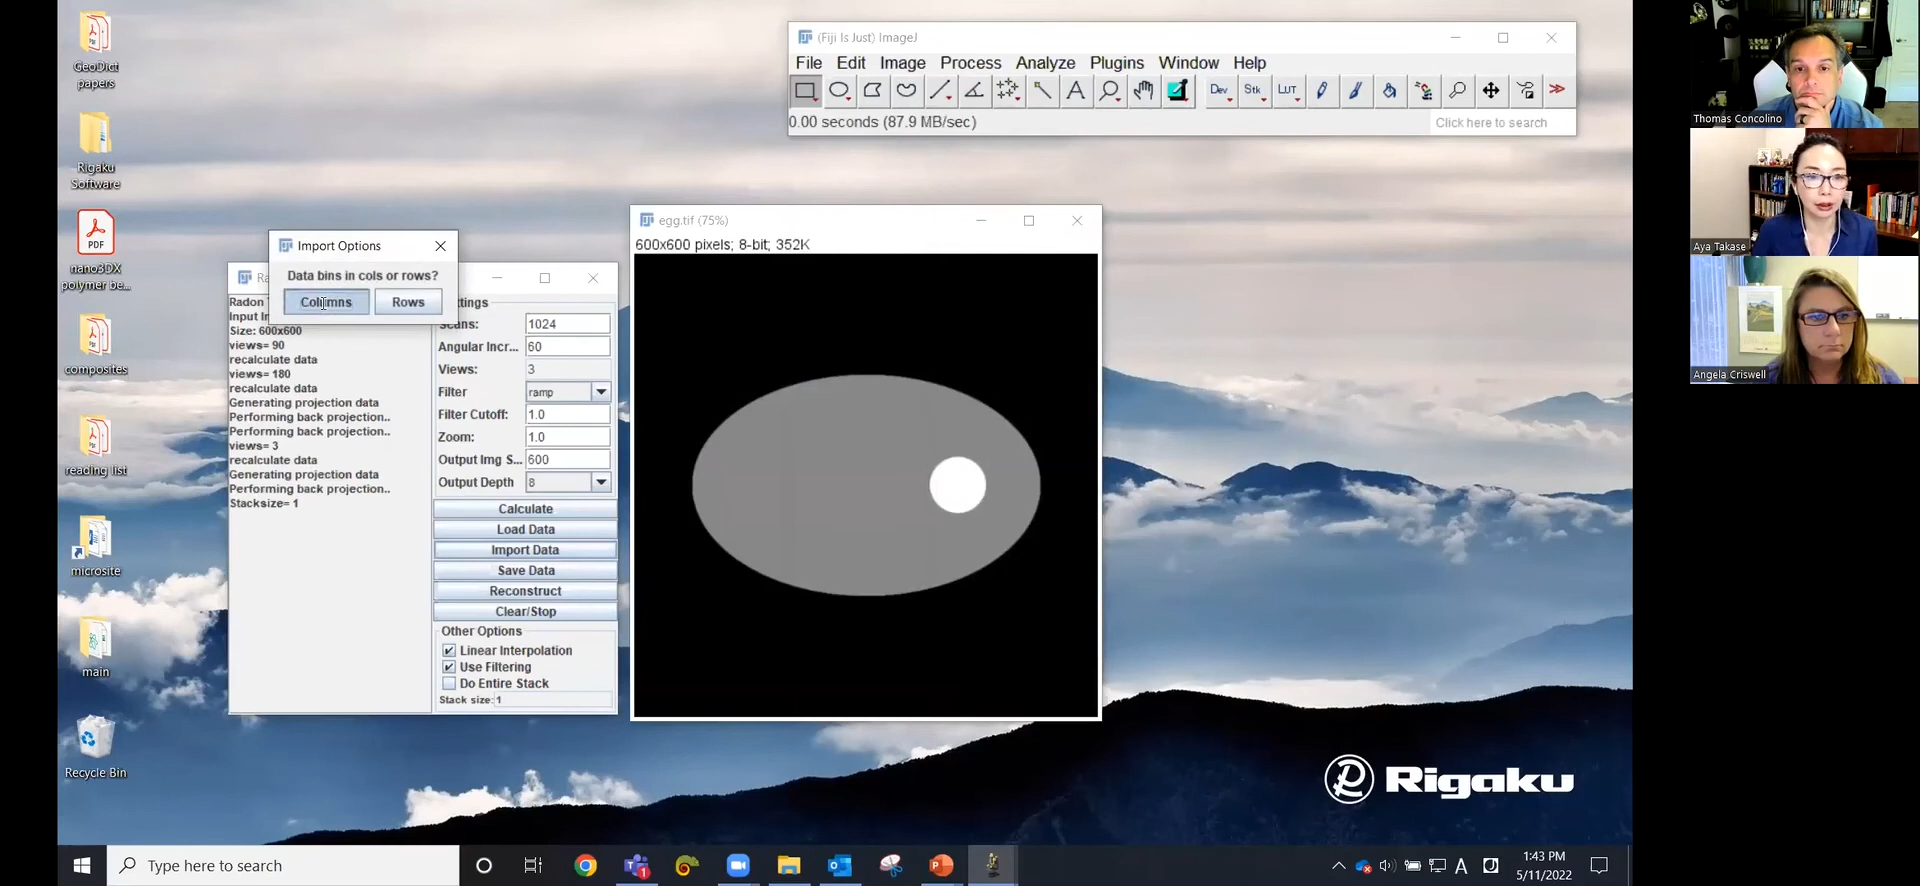 GeoDict
papers
Rigaku
Software
PDF
nano3DX
polymer be...
composites
reading list
microsite
main
Recycle Bin
(Fiji Is Just) ImageJ
File Edit Image Process Analyze Plugins Window Help
Dev Stk LUT
0.00 seconds (87.9 MB/sec)
Click here to search
Import Options
Data bins in cols or rows?
Columns Rows
Size: 600x600
views= 90
recalculate data
views= 180
recalculate data
Generating projection data
Performing back projection..
Performing back projection..
views= 3
recalculate data
Generating projection data
Performing back projection..
Stacksize= 1
Scans: 1024
Angular Incr... 60
Views: 3
Filter ramp
Filter Cutoff: 1.0
Zoom: 1.0
Output Img S... 600
Output Depth 8
Calculate
Load Data
Import Data
Save Data
Reconstruct
Clear/Stop
Other Options
Linear Interpolation
Use Filtering
Do Entire Stack
Stack size: 1
egg.tif (75%)
600x600 pixels; 8-bit; 352K
Rigaku
Thomas Concolino
Aya Takase
Angela Criswell
Type here to search
1:43 PM
5/11/2022